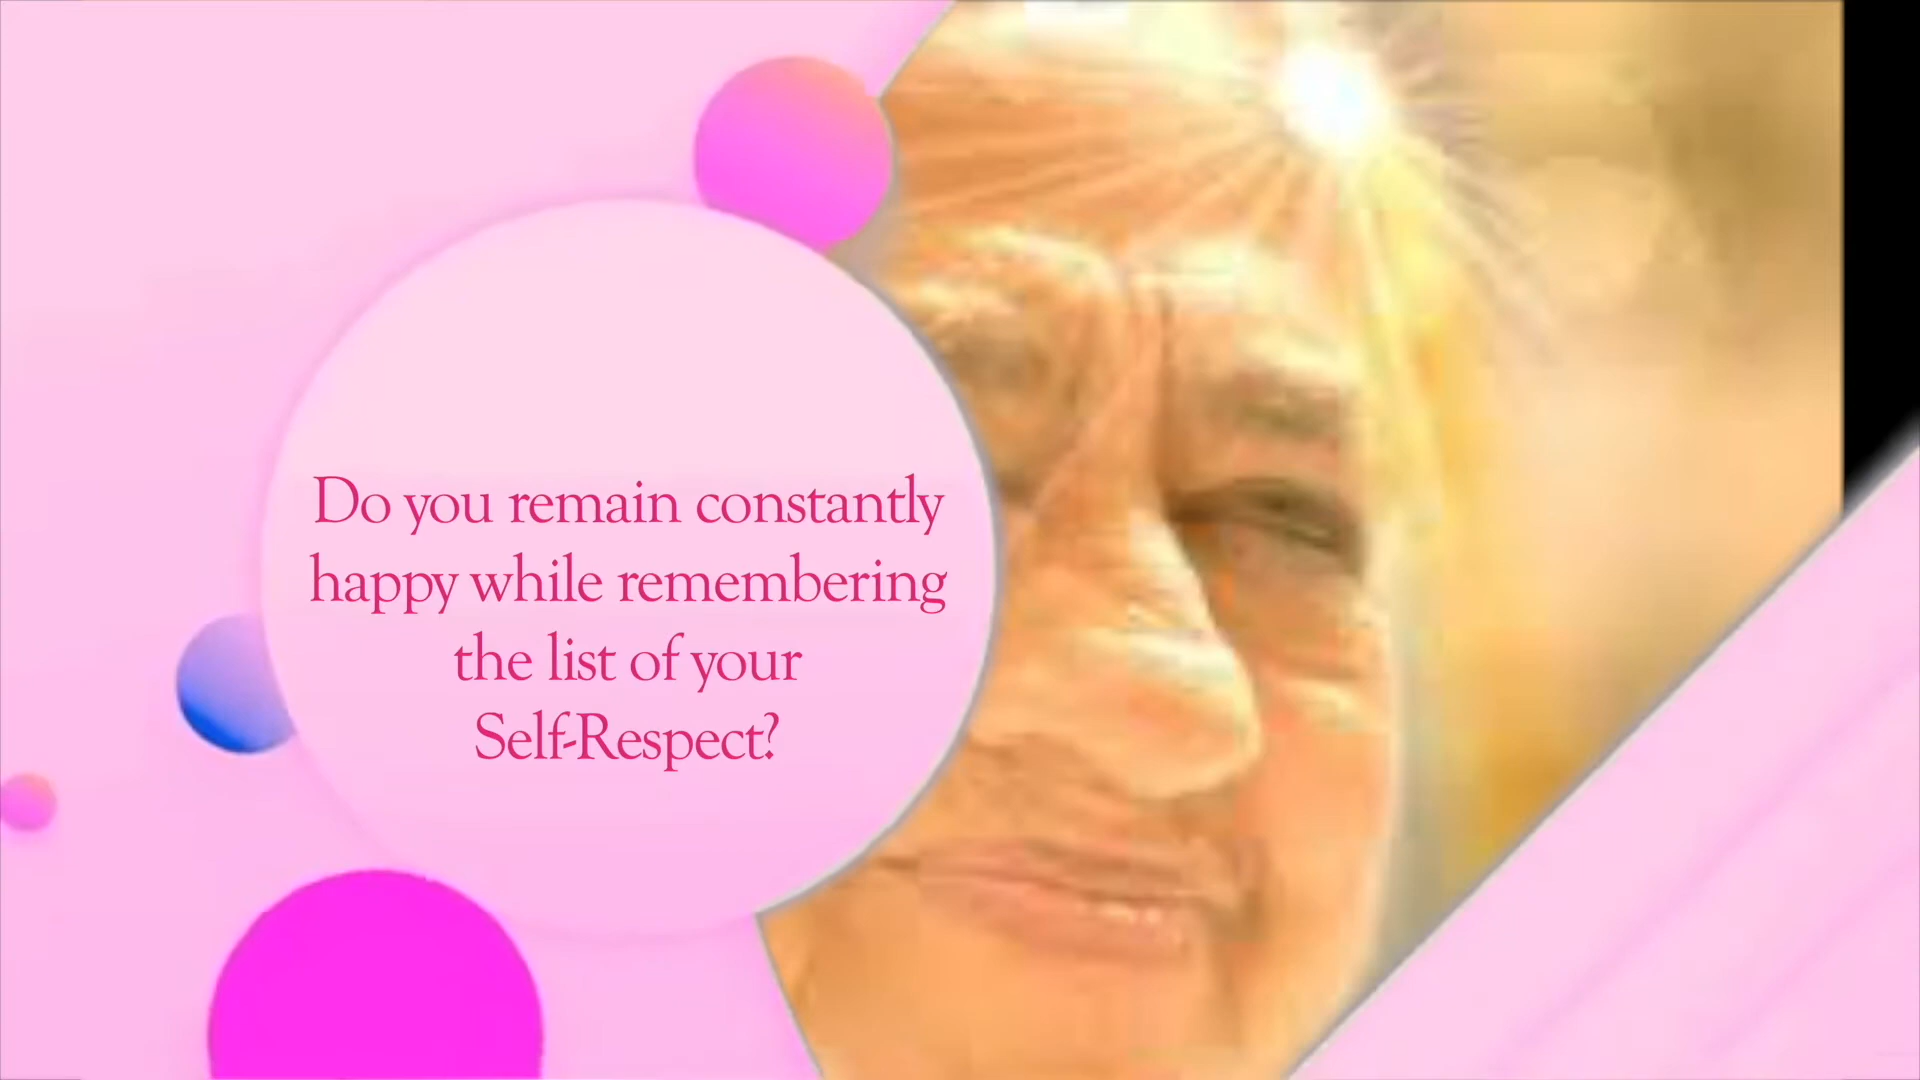 Do you remain constantly
happy while remembering
the list of your
Self-Respect?